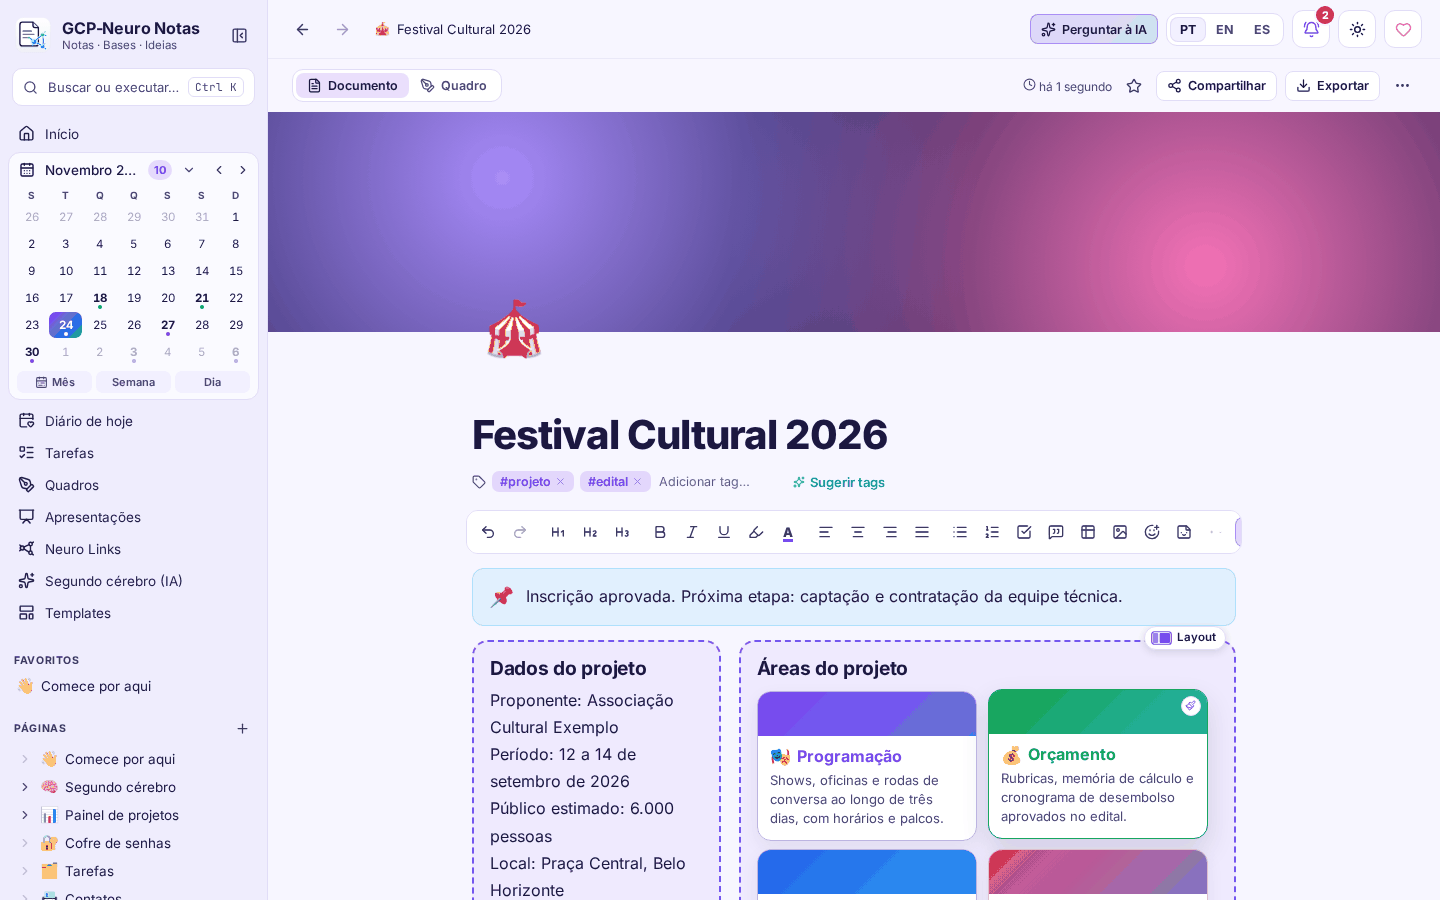 GCP-Neuro Notas
Notas · Bases · Ideias
Buscar ou executar... Ctrl K
Início
Novembro 2... 10
S T Q Q S S D
26 27 28 29 30 31 1
2 3 4 5 6 7 8
9 10 11 12 13 14 15
16 17 18 19 20 21 22
23 24 25 26 27 28 29
30 1 2 3 4 5 6
Mês Semana Dia
Diário de hoje
Tarefas
Quadros
Apresentações
Neuro Links
Segundo cérebro (IA)
Templates
FAVORITOS
Comece por aqui
PÁGINAS
Comece por aqui
Segundo cérebro
Painel de projetos
Cofre de senhas
Tarefas
Contatos
Festival Cultural 2026
Perguntar à IA PT EN ES 2
Documento Quadro
há 1 segundo Compartilhar Exportar
Festival Cultural 2026
#projeto #edital Adicionar tag... Sugerir tags
H1 H2 H3 B I U A
Inscrição aprovada. Próxima etapa: captação e contratação da equipe técnica.
Layout
Dados do projeto
Proponente: Associação
Cultural Exemplo
Período: 12 a 14 de
setembro de 2026
Público estimado: 6.000
pessoas
Local: Praça Central, Belo
Horizonte
Áreas do projeto
Programação
Shows, oficinas e rodas de
conversa ao longo de três
dias, com horários e palcos.
Orçamento
Rubricas, memória de cálculo e
cronograma de desembolso
aprovados no edital.